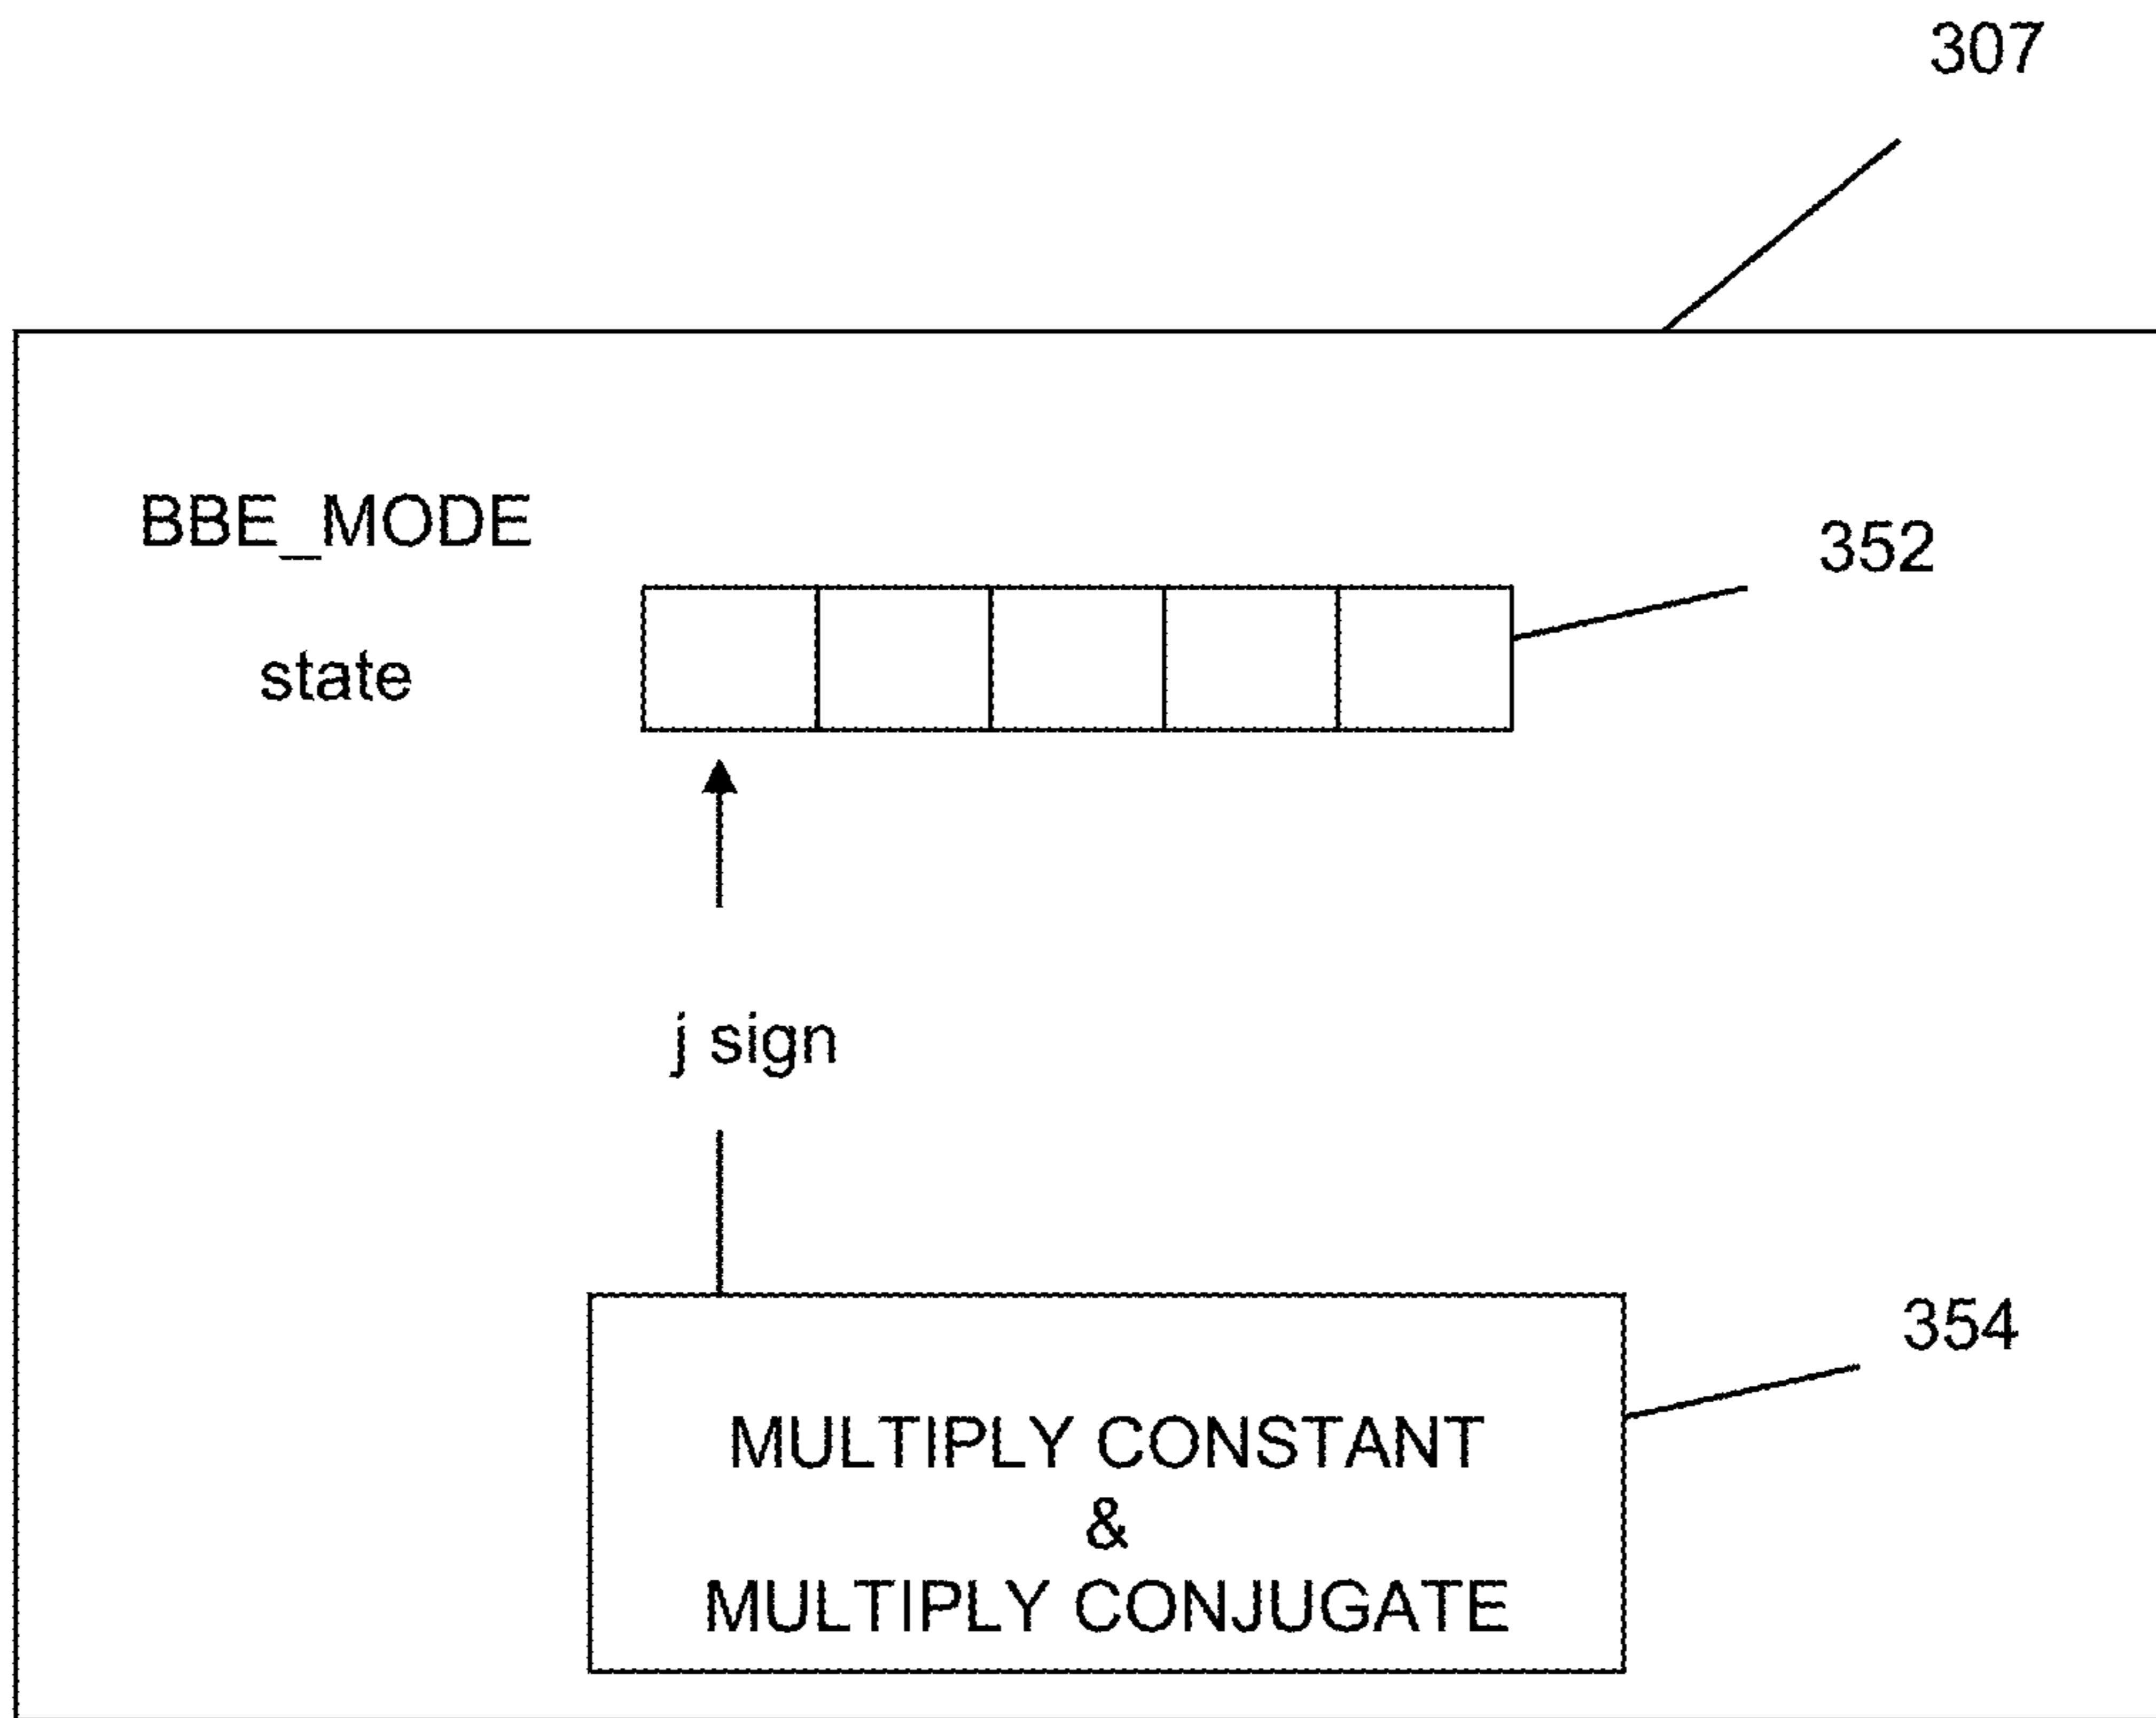 307
BBE_MODE
state
352
j sign
354
MULTIPLY CONSTANT
&
MULTIPLY CONJUGATE